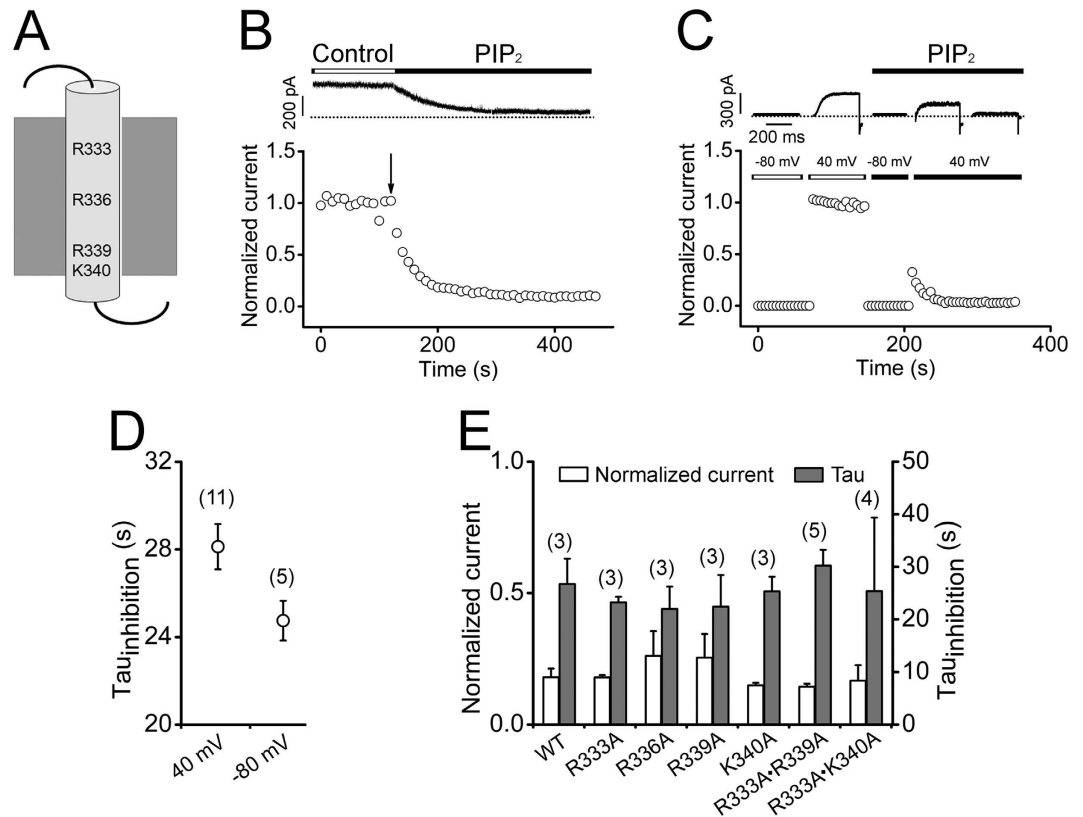 A
R333
R336
R339
K340
B
Control PIP2
200 pA
Normalized current
1.5
1.0
0.5
0.0
0 200 400
Time (s)
C
PIP2
300 pA
200 ms
-80 mV 40 mV -80 mV 40 mV
Normalized current
1.5
1.0
0.5
0.0
0 200 400
Time (s)
D
Tauinhibition (s)
32
28
24
20
(11)
(5)
40 mV -80 mV
E
Normalized current Tau
Normalized current
1.0
0.5
0.0
(3) (3) (3) (3) (3) (5) (4)
50
40
30
20
10
0
Tauinhibition (s)
WT R333A R336A R339A K340A R333A•R339A R333A•K340A